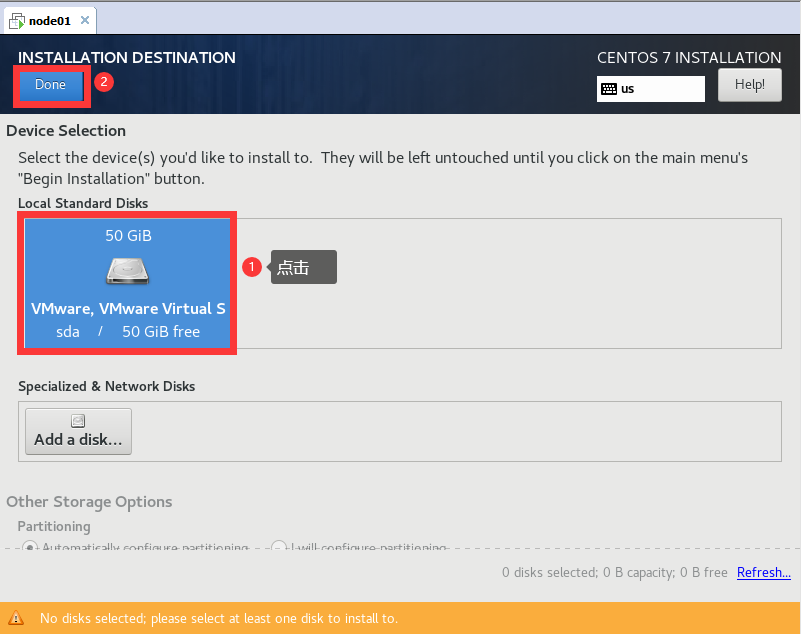 node01
INSTALLATION DESTINATION
CENTOS 7 INSTALLATION
Done
2
us
Help!
Device Selection
Select the device(s) you'd like to install to.  They will be left untouched until you click on the main menu's
"Begin Installation" button.
Local Standard Disks
50 GiB
1
点击
VMware, VMware Virtual S
sda / 50 GiB free
Specialized & Network Disks
Add a disk...
Other Storage Options
Partitioning
Automatically configure partitioning. I will configure partitioning.
0 disks selected; 0 B capacity; 0 B free Refresh...
No disks selected; please select at least one disk to install to.